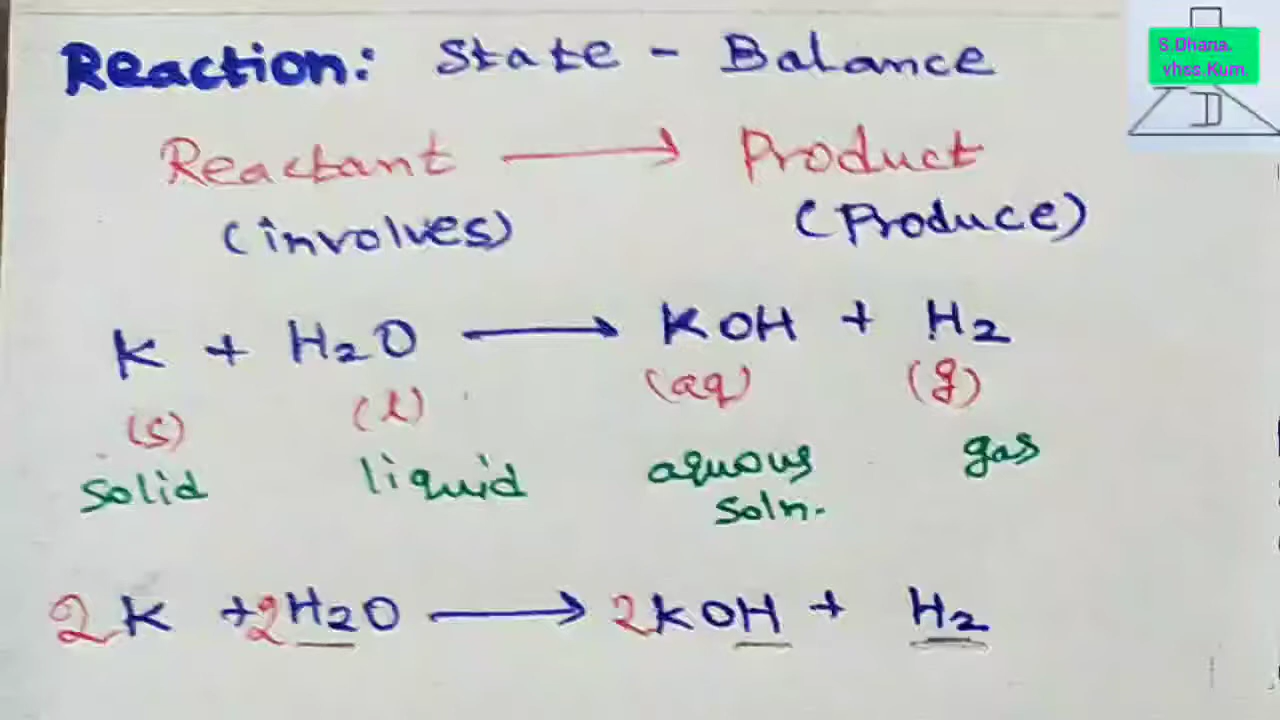 Reaction: State - Balance
S.Dhana.
vhss.Kum.
Reactant ⟶ Product
(involves) (Produce)
K + H₂O ⟶ KOH + H₂
(s) (l) (aq) (g)
solid liquid aquous gas
soln.
2K + 2H₂O ⟶ 2KOH + H₂